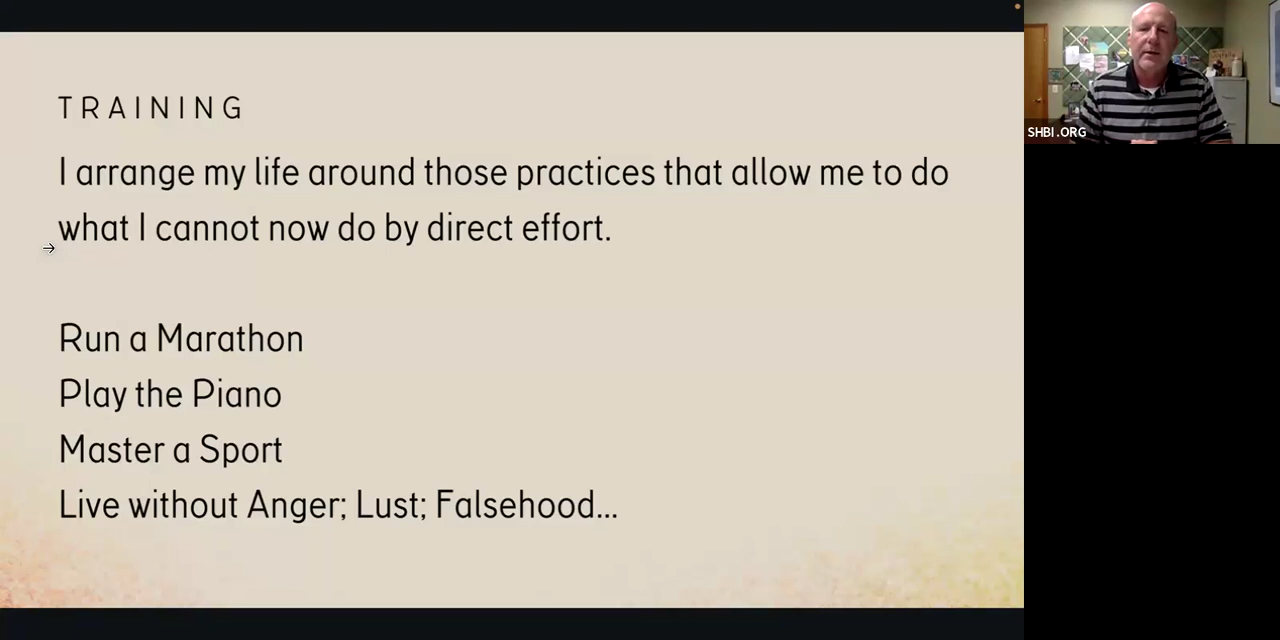 TRAINING
I arrange my life around those practices that allow me to do
what I cannot now do by direct effort.
Run a Marathon
Play the Piano
Master a Sport
Live without Anger; Lust; Falsehood...
SHBI.ORG